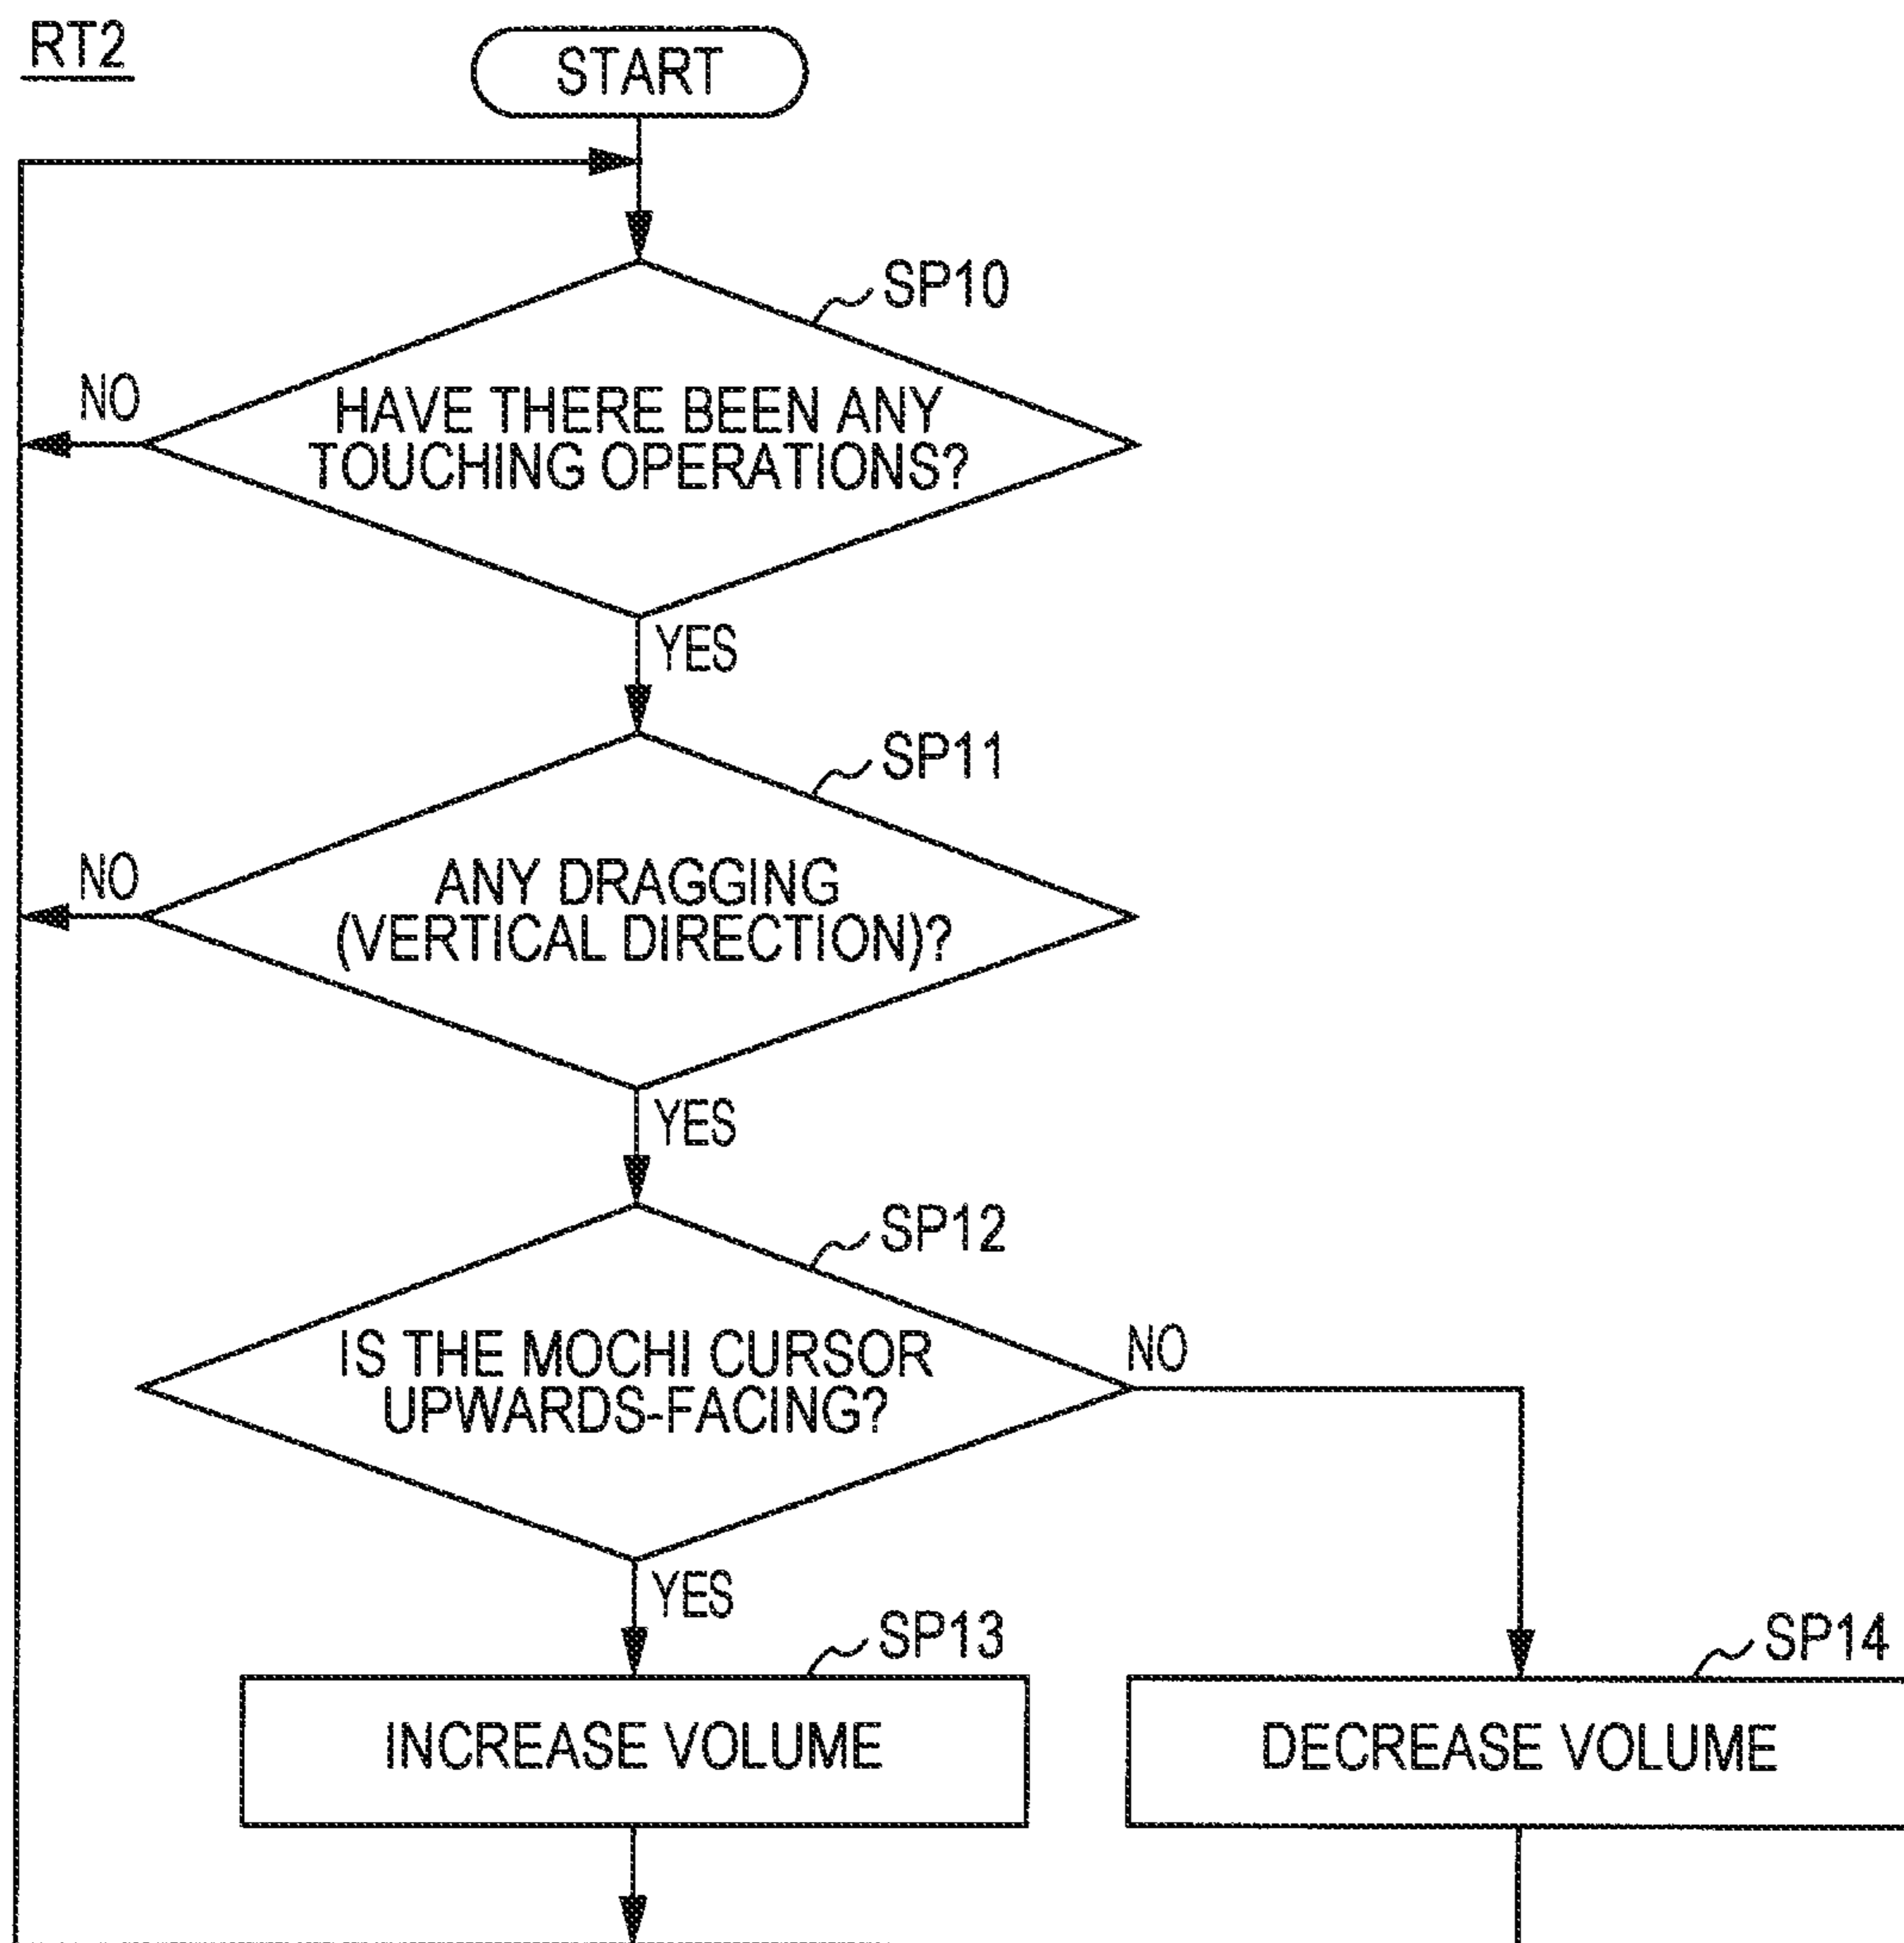 RT2
START
SP10
NO
HAVE THERE BEEN ANY
TOUCHING OPERATIONS?
YES
SP11
NO
ANY DRAGGING
(VERTICAL DIRECTION)?
YES
SP12
IS THE MOCHI CURSOR
UPWARDS-FACING?
NO
YES
SP13
SP14
INCREASE VOLUME
DECREASE VOLUME